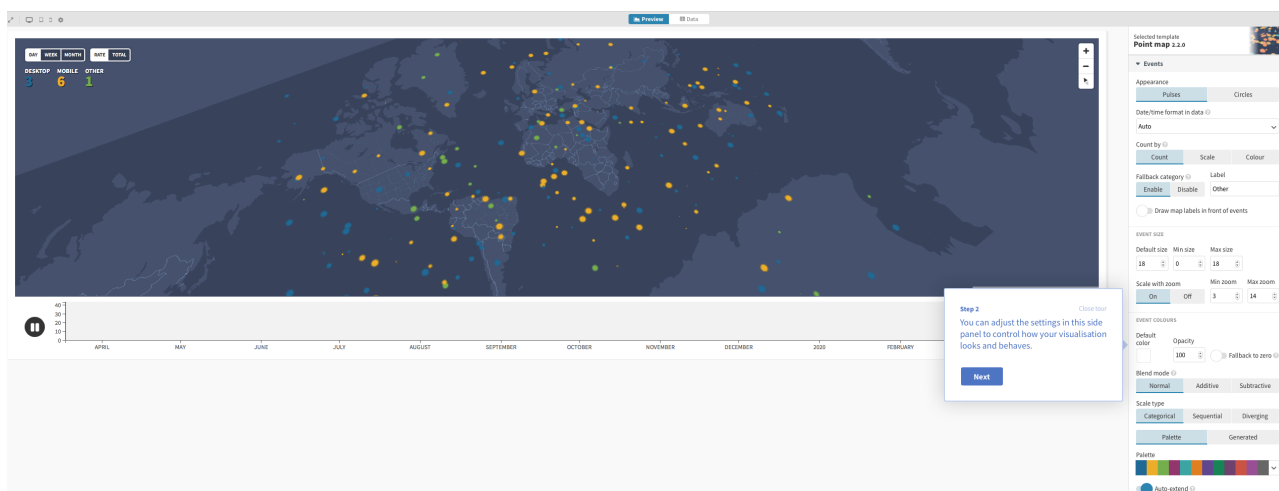 Preview Data
DAY WEEK MONTH RATE TOTAL
DESKTOP MOBILE OTHER
3 6 1
+
−
40
30
20
10
0
APRIL MAY JUNE JULY AUGUST SEPTEMBER OCTOBER NOVEMBER DECEMBER 2020 FEBRUARY
Step 2 Close tour
You can adjust the settings in this side
panel to control how your visualisation
looks and behaves.
Next
Selected template
Point map 2.2.0
Events
Appearance
Pulses Circles
Date/time format in data
Auto
Count by
Count Scale Colour
Fallback category Label
Enable Disable Other
Draw map labels in front of events
EVENT SIZE
Default size Min size Max size
18 0 18
Scale with zoom Min zoom Max zoom
On Off 3 14
EVENT COLOURS
Default
color Opacity
100 Fallback to zero
Blend mode
Normal Additive Subtractive
Scale type
Categorical Sequential Diverging
Palette Generated
Palette
Auto-extend